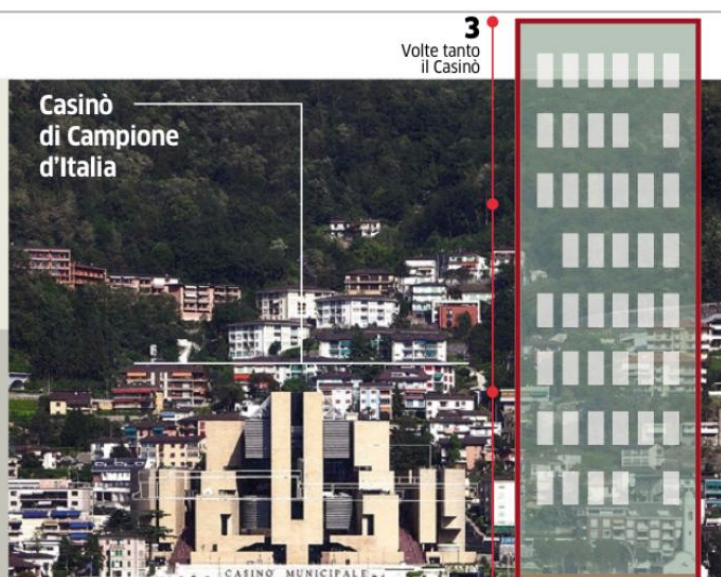 3
Volte tanto
il Casinò
Casinò
di Campione
d'Italia
CASINO' MUNICIPALE